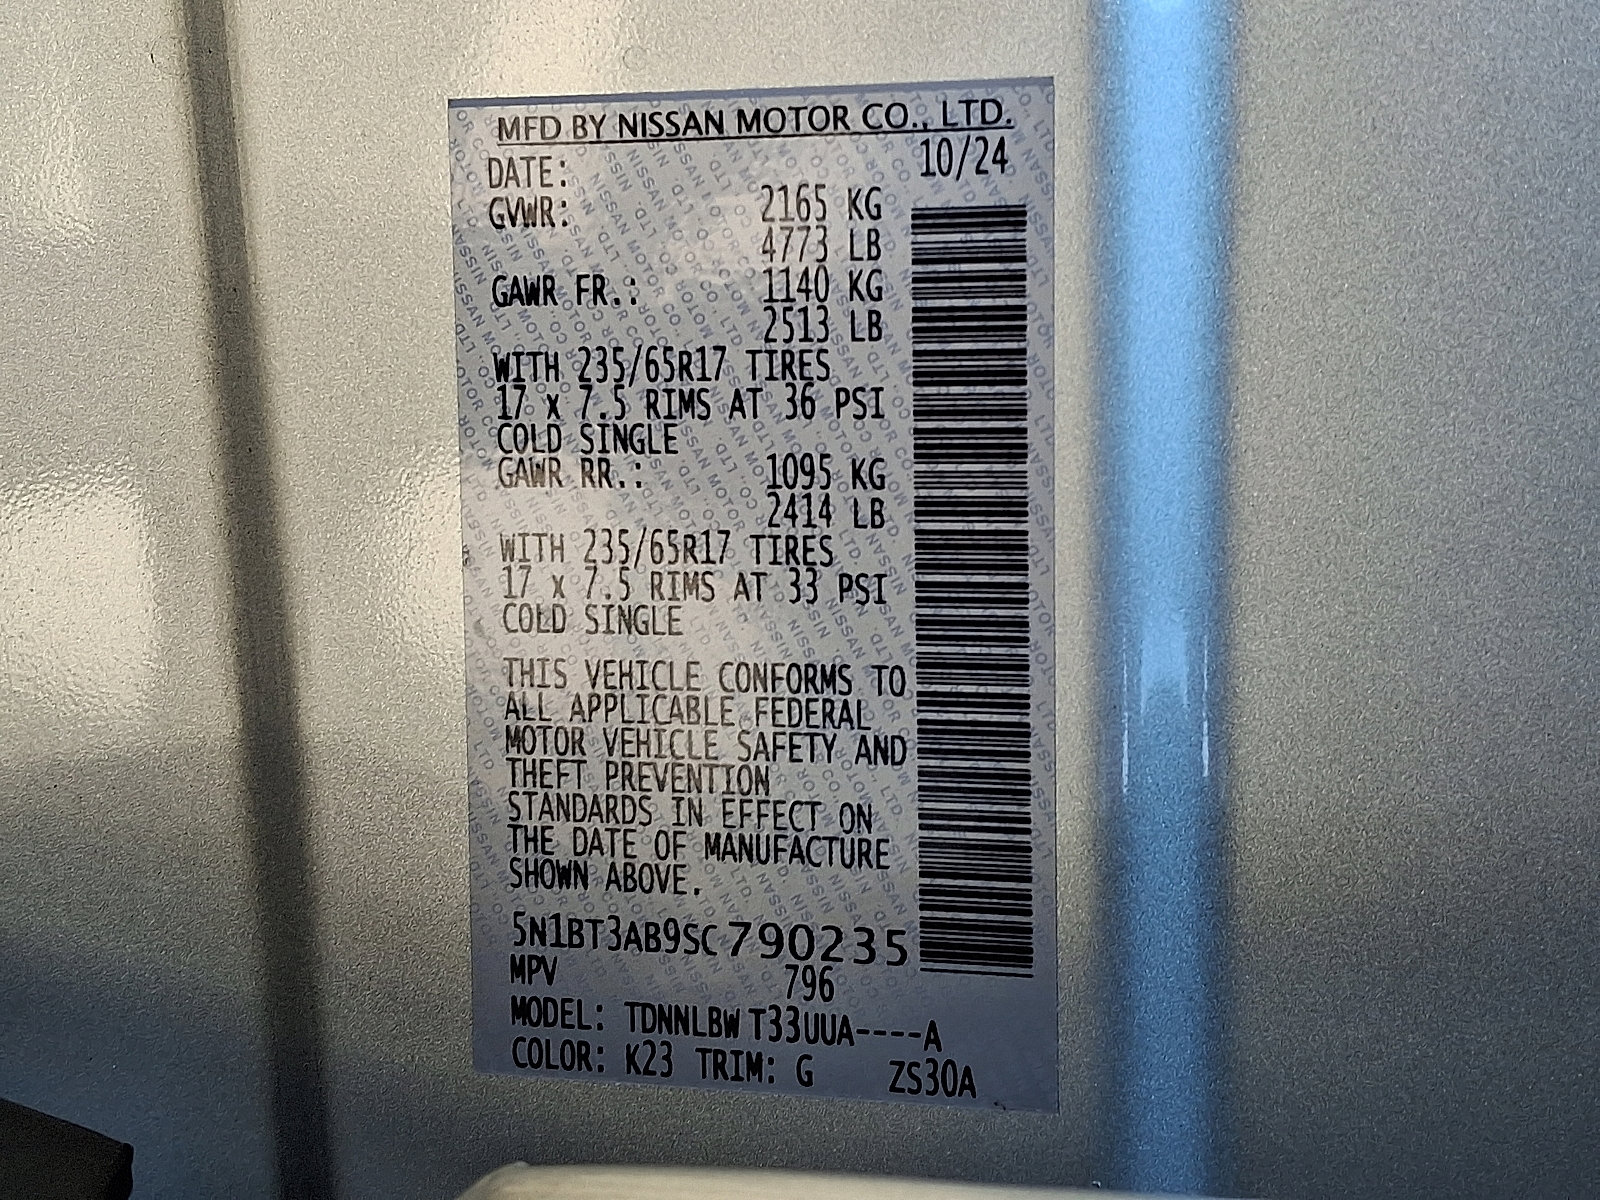 MFD BY NISSAN MOTOR CO., LTD.
DATE: 10/24
GVWR: 2165 KG
4773 LB
GAWR FR.: 1140 KG
2513 LB
WITH 235/65R17 TIRES
17 x 7.5 RIMS AT 36 PSI
COLD SINGLE
GAWR RR.: 1095 KG
2414 LB
WITH 235/65R17 TIRES
17 x 7.5 RIMS AT 33 PSI
COLD SINGLE
THIS VEHICLE CONFORMS TO
ALL APPLICABLE FEDERAL
MOTOR VEHICLE SAFETY AND
THEFT PREVENTION
STANDARDS IN EFFECT ON
THE DATE OF MANUFACTURE
SHOWN ABOVE.
5N1BT3AB9SC790235
MPV 796
MODEL: TDNNLBW T33UUA----A
COLOR: K23 TRIM: G ZS30A